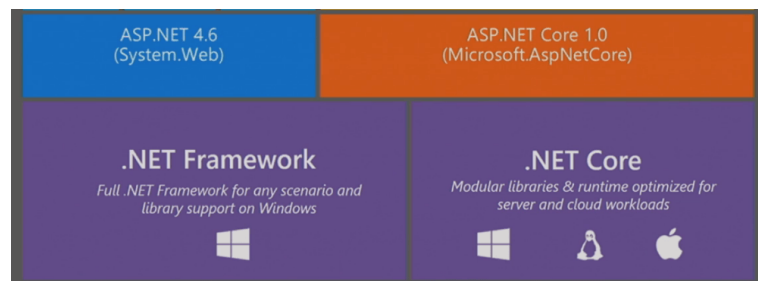 ASP.NET 4.6
(System.Web)
ASP.NET Core 1.0
(Microsoft.AspNetCore)
.NET Framework
Full .NET Framework for any scenario and
library support on Windows
.NET Core
Modular libraries & runtime optimized for
server and cloud workloads